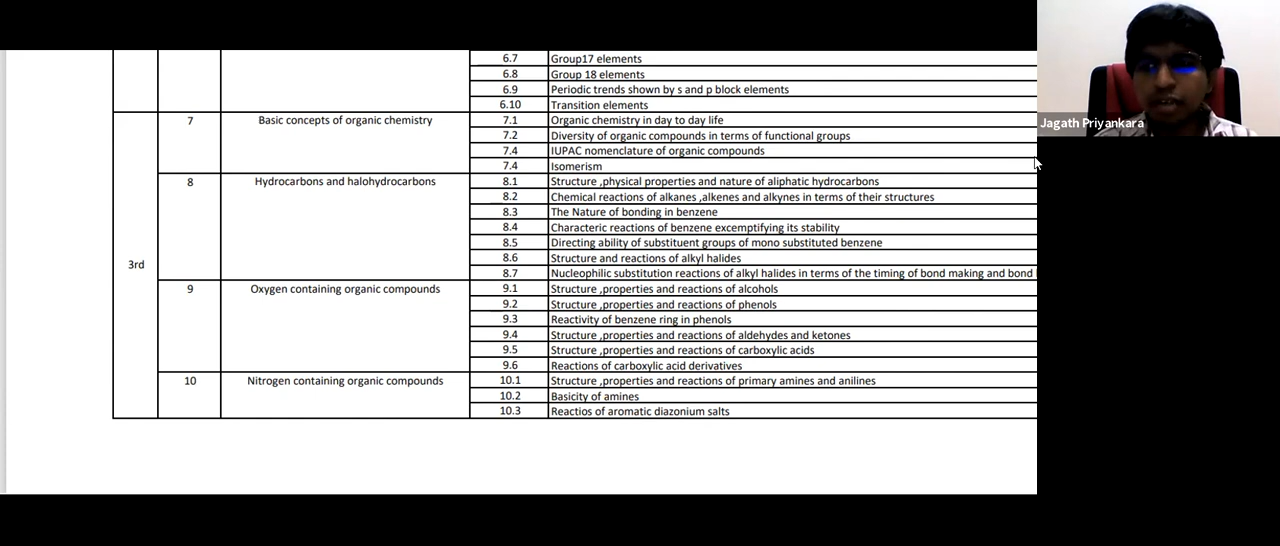 6.7 Group17 elements
6.8 Group 18 elements
6.9 Periodic trends shown by s and p block elements
6.10 Transition elements
7 Basic concepts of organic chemistry 7.1 Organic chemistry in day to day life
7.2 Diversity of organic compounds in terms of functional groups
7.4 IUPAC nomenclature of organic compounds
7.4 Isomerism
8 Hydrocarbons and halohydrocarbons 8.1 Structure ,physical properties and nature of aliphatic hydrocarbons
8.2 Chemical reactions of alkanes ,alkenes and alkynes in terms of their structures
8.3 The Nature of bonding in benzene
8.4 Characteric reactions of benzene excemptifying its stability
8.5 Directing ability of substituent groups of mono substituted benzene
8.6 Structure and reactions of alkyl halides
3rd
8.7 Nucleophilic substitution reactions of alkyl halides in terms of the timing of bond making and bond
9 Oxygen containing organic compounds 9.1 Structure ,properties and reactions of alcohols
9.2 Structure ,properties and reactions of phenols
9.3 Reactivity of benzene ring in phenols
9.4 Structure ,properties and reactions of aldehydes and ketones
9.5 Structure ,properties and reactions of carboxylic acids
9.6 Reactions of carboxylic acid derivatives
10 Nitrogen containing organic compounds 10.1 Structure ,properties and reactions of primary amines and anilines
10.2 Basicity of amines
10.3 Reactios of aromatic diazonium salts
Jagath Priyankara